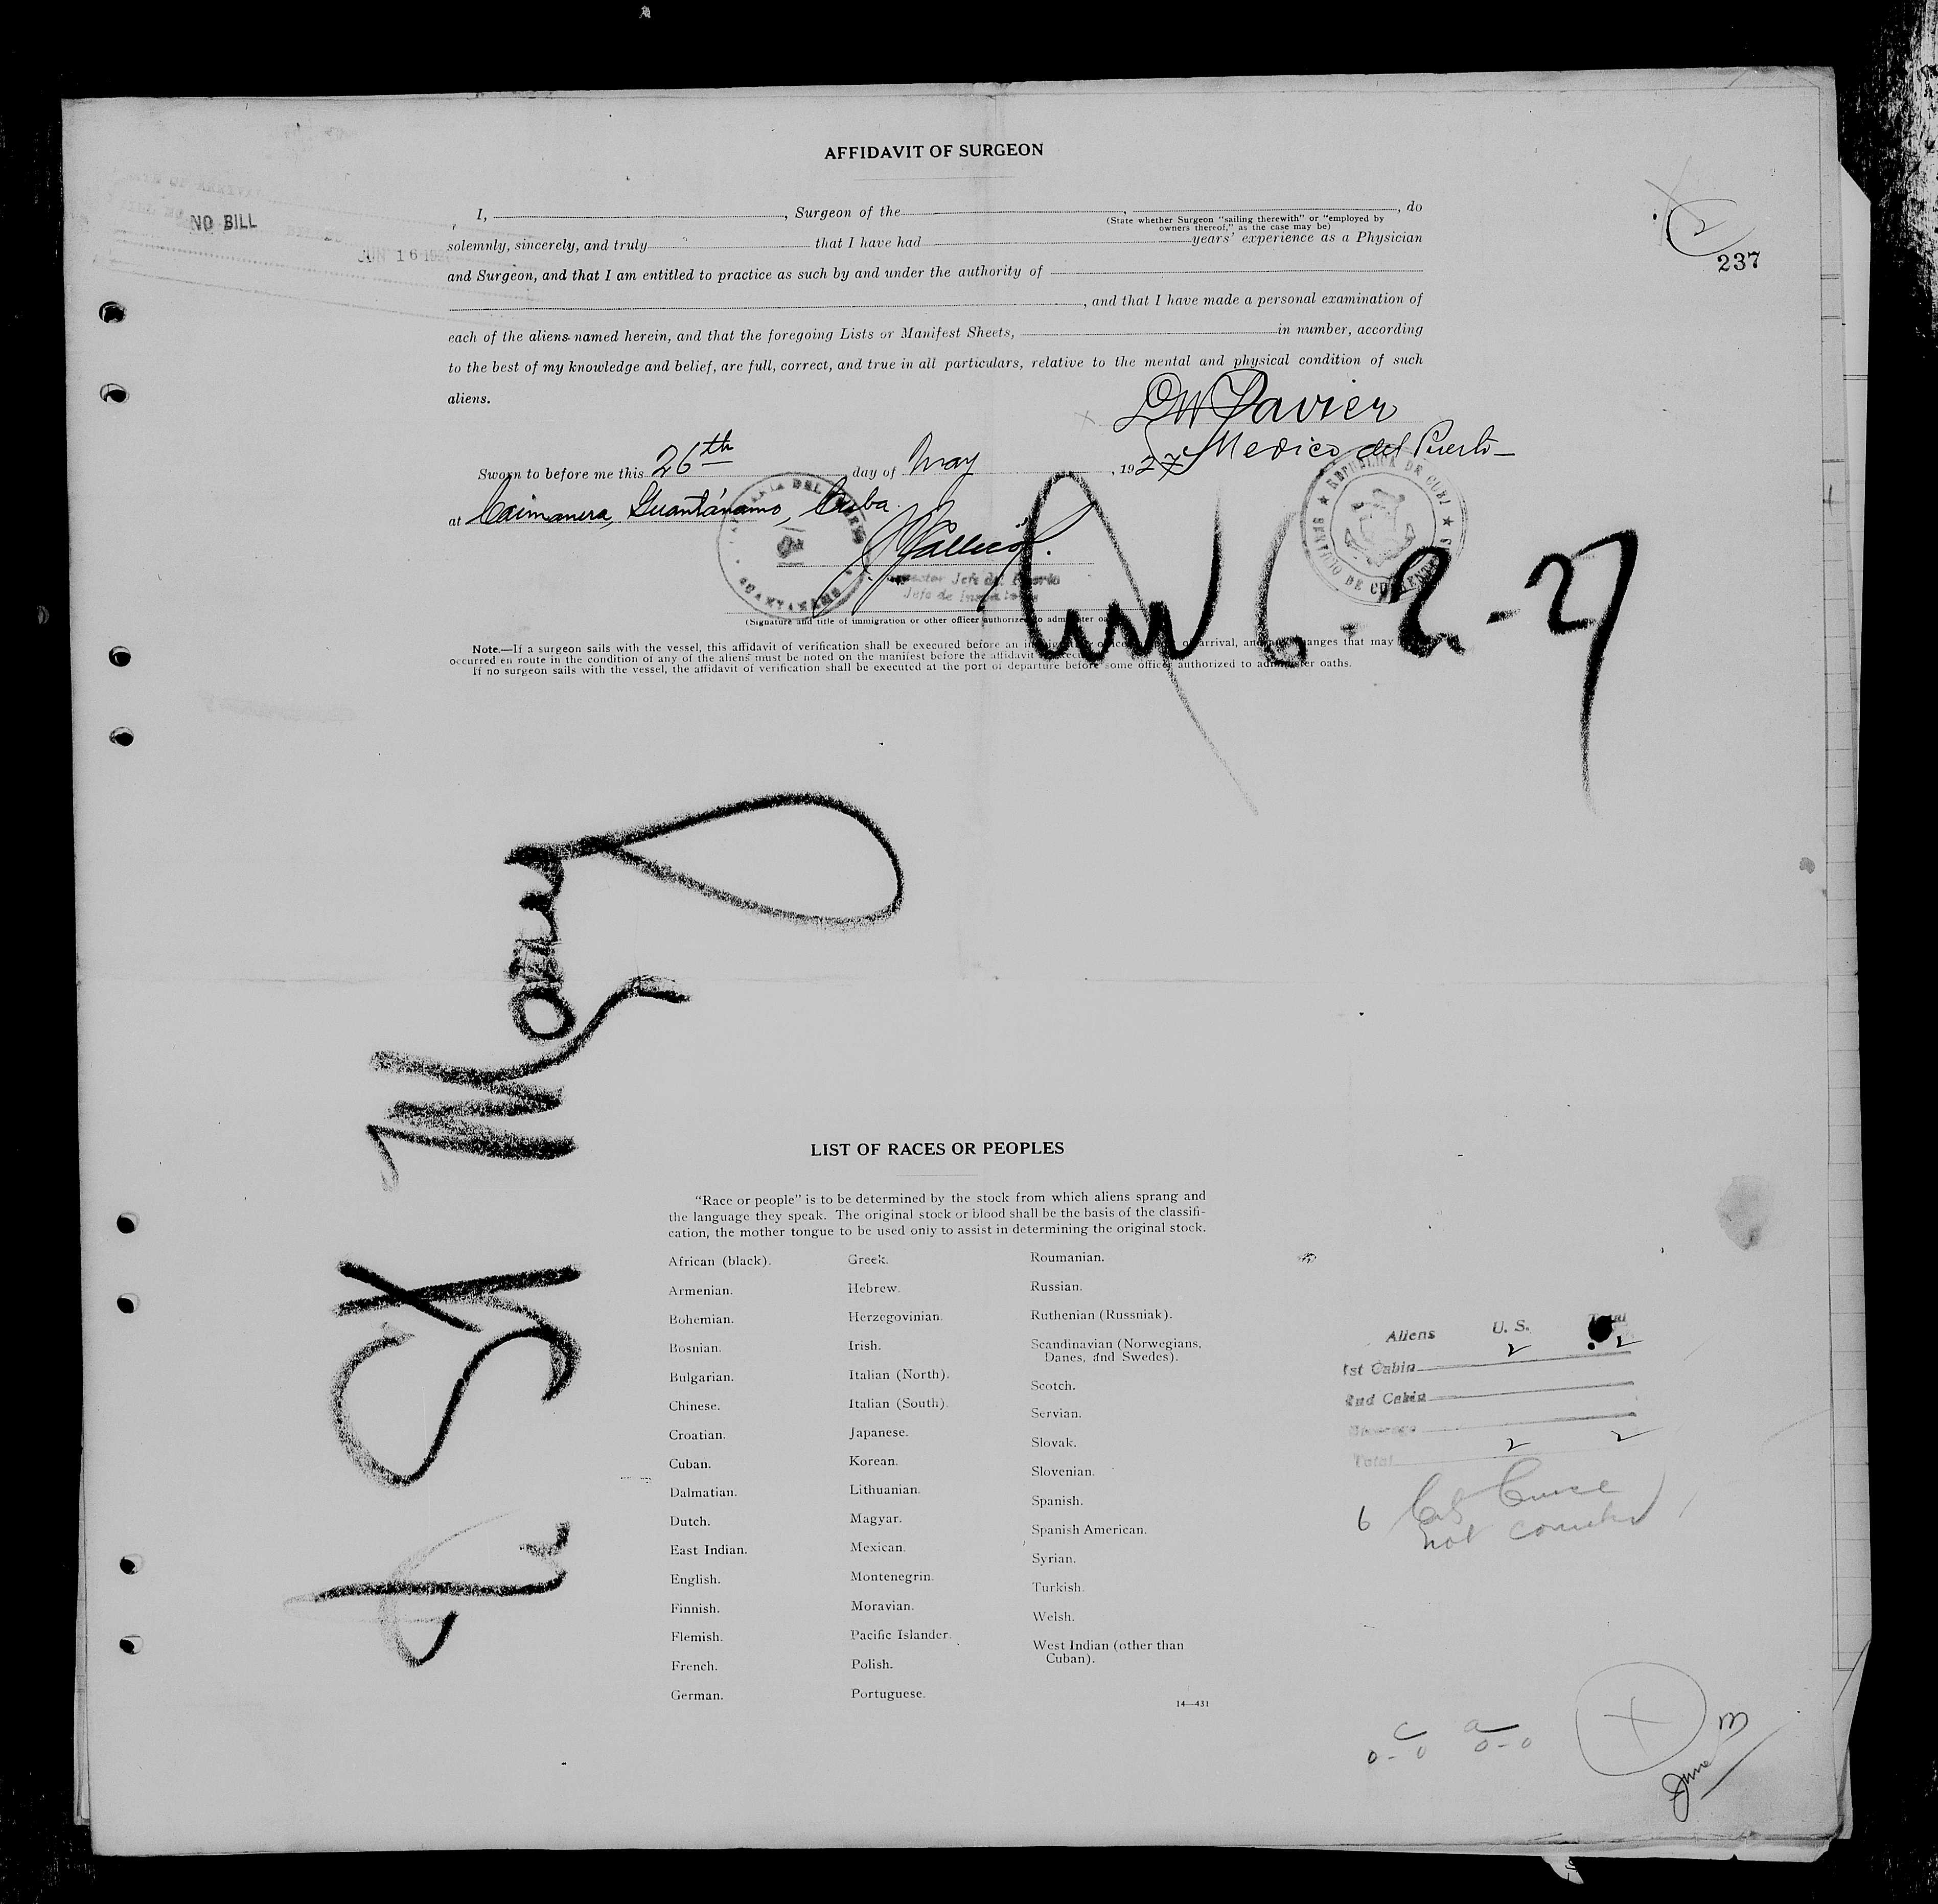 AFFIDAVIT OF SURGEON
NO BILL
JUN 16 192
237
I, , Surgeon of the , do
(State whether Surgeon "sailing therewith" or "employed by
owners thereof," as the case may be)
solemnly, sincerely, and truly that I have had years' experience as a Physician
and Surgeon, and that I am entitled to practice as such by and under the authority of
, and that I have made a personal examination of
each of the aliens named herein, and that the foregoing Lists or Manifest Sheets, in number, according
to the best of my knowledge and belief, are full, correct, and true in all particulars, relative to the mental and physical condition of such
aliens.
Medico del Puerto
Sworn to before me this 26th day of May, 1927
at Caimanera, Guantánamo, Cuba.
REPUBLICA DE CUBA
GUANTANAMO
Jefe del Puerto
Jefe de
(Signature and title of immigration or other officer authorized to administer
6-2-27
Note.—If a surgeon sails with the vessel, this affidavit of verification shall be executed before an arrival, and changes that may
occurred en route in the condition of any of the aliens must be noted on the manifest before the affidavit
If no surgeon sails with the vessel, the affidavit of verification shall be executed at the port of departure before some officer authorized to administer oaths.
St Mary
LIST OF RACES OR PEOPLES
"Race or people" is to be determined by the stock from which aliens sprang and
the language they speak. The original stock or blood shall be the basis of the classifi-
cation, the mother tongue to be used only to assist in determining the original stock.
African (black).
Armenian.
Bohemian.
Bosnian.
Bulgarian.
Chinese.
Croatian.
Cuban.
Dalmatian.
Dutch.
East Indian.
English.
Finnish.
Flemish.
French.
German.
Greek.
Hebrew.
Herzegovinian.
Irish.
Italian (North).
Italian (South).
Japanese.
Korean.
Lithuanian.
Magyar.
Mexican.
Montenegrin.
Moravian.
Pacific Islander.
Polish.
Portuguese.
Roumanian.
Russian.
Ruthenian (Russniak).
Scandinavian (Norwegians,
Danes, and Swedes).
Scotch.
Servian.
Slovak.
Slovenian.
Spanish.
Spanish American.
Syrian.
Turkish.
Welsh.
West Indian (other than
Cuban).
14—431
Aliens U. S. Total
2 2
1st Cabin
2nd Cabin
2 2
Total
6
not
June